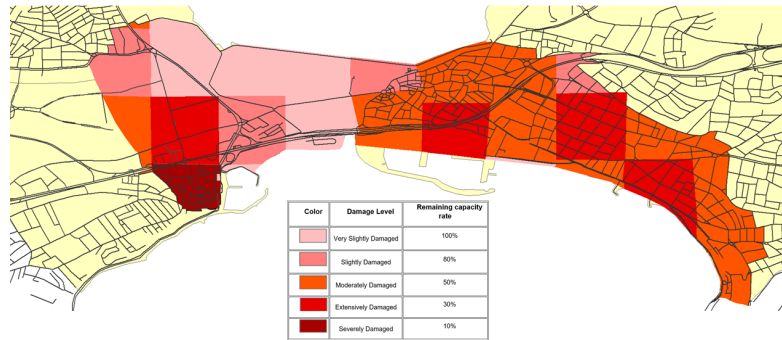 Color Damage Level Remaining capacity
rate
Very Slightly Damaged 100%
Slightly Damaged 80%
Moderately Damaged 50%
Extensively Damaged 30%
Severely Damaged 10%